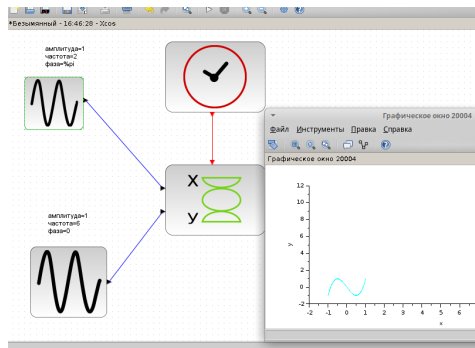 *Безымянный - 16:46:28 - Xcos
амплитуда=1
частота=2
фаза=%pi
X
У
амплитуда=1
частота=6
фаза=0
Графическое окно 20004
Файл Инструменты Правка Справка
Графическое окно 20004
12
10
8
6
4
2
0
-2
y
-2 -1 0 1 2 3 4 5 6
x